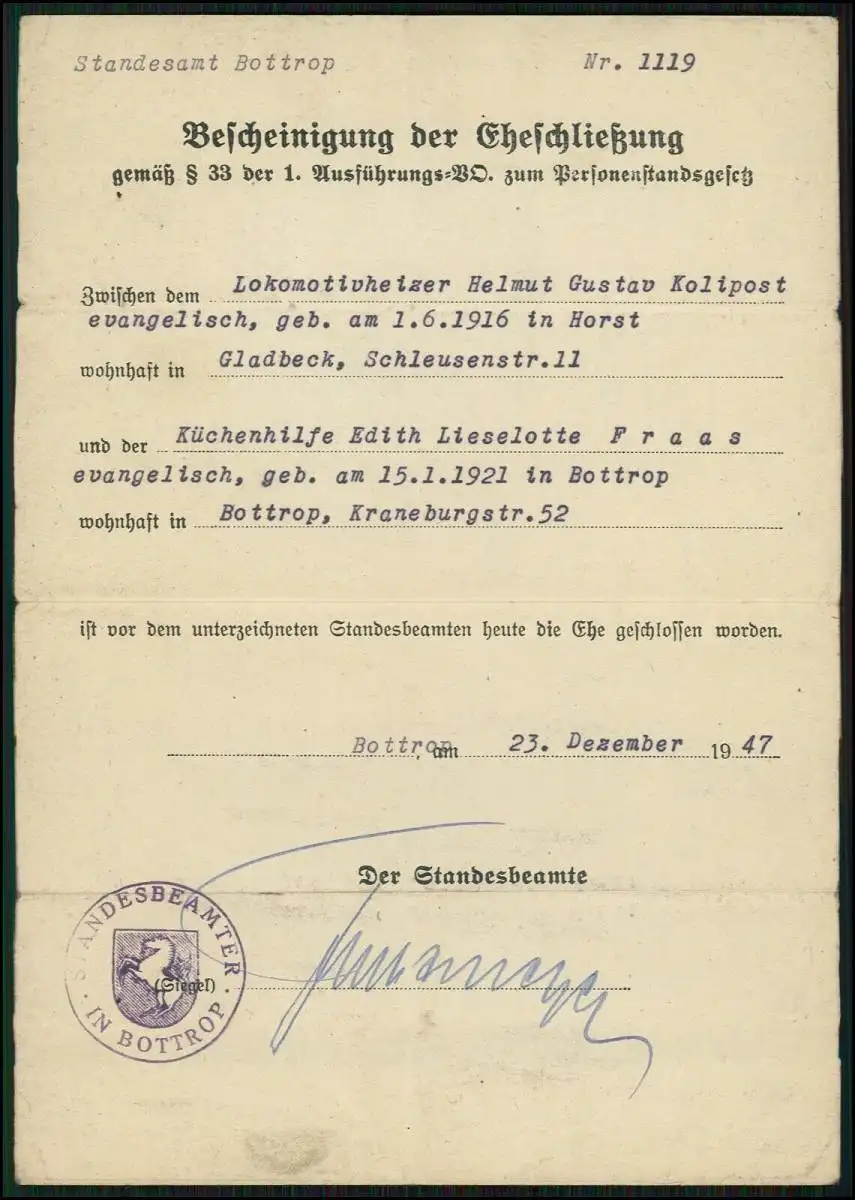 Standesamt Bottrop Nr. 1119
Bescheinigung der Eheschließung
gemäß § 33 der 1. Ausführungs-VO. zum Personenstandsgesetz
Zwischen dem Lokomotivheizer Helmut Gustav Kolipost
evangelisch, geb. am 1.6.1916 in Horst
wohnhaft in Gladbeck, Schleusenstr.11
und der Küchenhilfe Edith Lieselotte F r a a s
evangelisch, geb. am 15.1.1921 in Bottrop
wohnhaft in Bottrop, Kraneburgstr.52
ist vor dem unterzeichneten Standesbeamten heute die Ehe geschlossen worden.
Bottrop, am 23. Dezember 1947
Der Standesbeamte
STANDESBEAMTER
(Siegel)
· IN BOTTROP ·